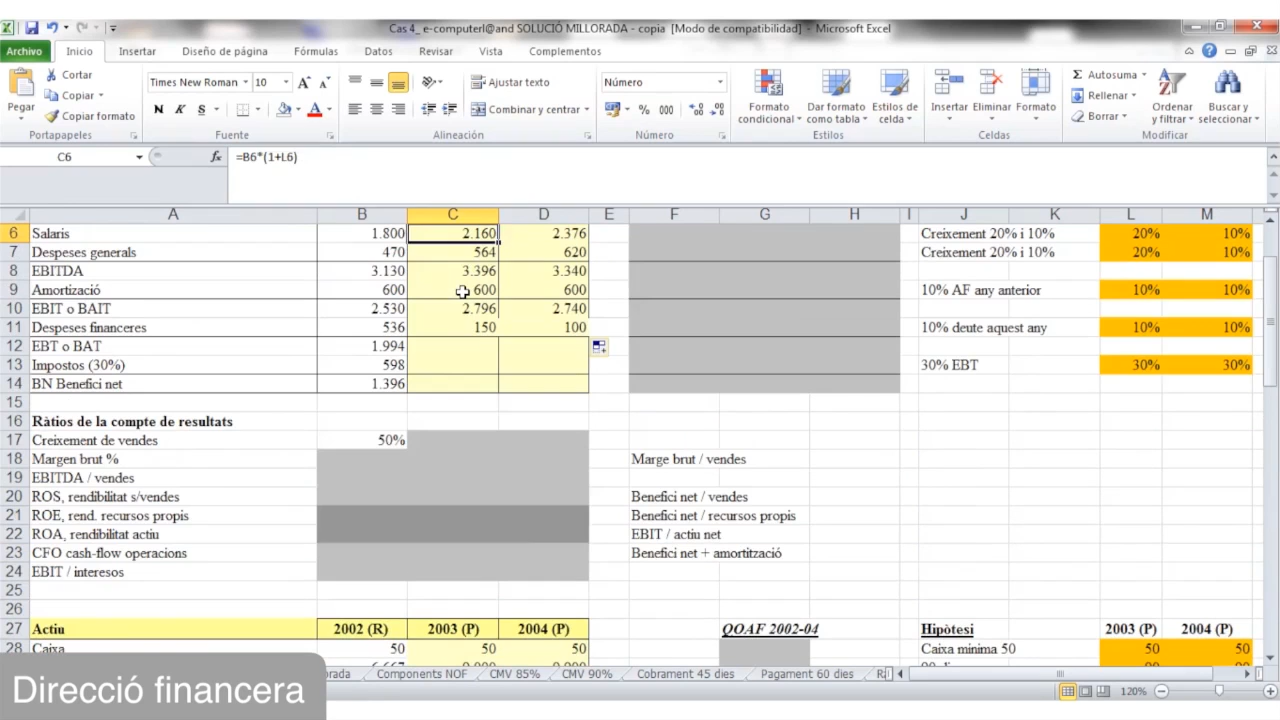 Cas 4_ e-computerl@and SOLUCIÓ MILLORADA - copia [Modo de compatibilidad] - Microsoft Excel
Archivo Inicio Insertar Diseño de página Fórmulas Datos Revisar Vista Complementos
Pegar
Cortar
Copiar
Copiar formato
Portapapeles
Times New Roman 10
N K S
Fuente
Ajustar texto
Combinar y centrar
Alineación
Número
% 000
Número
Formato condicional
Dar formato como tabla
Estilos de celda
Estilos
Insertar Eliminar Formato
Celdas
Autosuma
Rellenar
Borrar
Ordenar y filtrar
Buscar y seleccionar
Modificar
C6 fx =B6*(1+L6)
A B C D E F G H I J K L M
6 Salaris 1.800 2.160 2.376 Creixement 20% i 10% 20% 10%
7 Despeses generals 470 564 620 Creixement 20% i 10% 20% 10%
8 EBITDA 3.130 3.396 3.340
9 Amortizació 600 600 600 10% AF any anterior 10% 10%
10 EBIT o BAIT 2.530 2.796 2.740
11 Despeses financeres 536 150 100 10% deute aquest any 10% 10%
12 EBT o BAT 1.994
13 Impostos (30%) 598 30% EBT 30% 30%
14 BN Benefici net 1.396
15
16 Ràtios de la compte de resultats
17 Creixement de vendes 50%
18 Margen brut % Marge brut / vendes
19 EBITDA / vendes
20 ROS, rendibilitat s/vendes Benefici net / vendes
21 ROE, rend. recursos propis Benefici net / recursos propis
22 ROA, rendibilitat actiu EBIT / actiu net
23 CFO cash-flow operacions Benefici net + amortització
24 EBIT / interesos
25
26
27 Actiu 2002 (R) 2003 (P) 2004 (P) QOAF 2002-04 Hipòtesi 2003 (P) 2004 (P)
28 Caixa 50 50 50 Caixa minima 50 50 50
orada Components NOF CMV 85% CMV 90% Cobrament 45 dies Pagament 60 dies
120%
Direcció financera